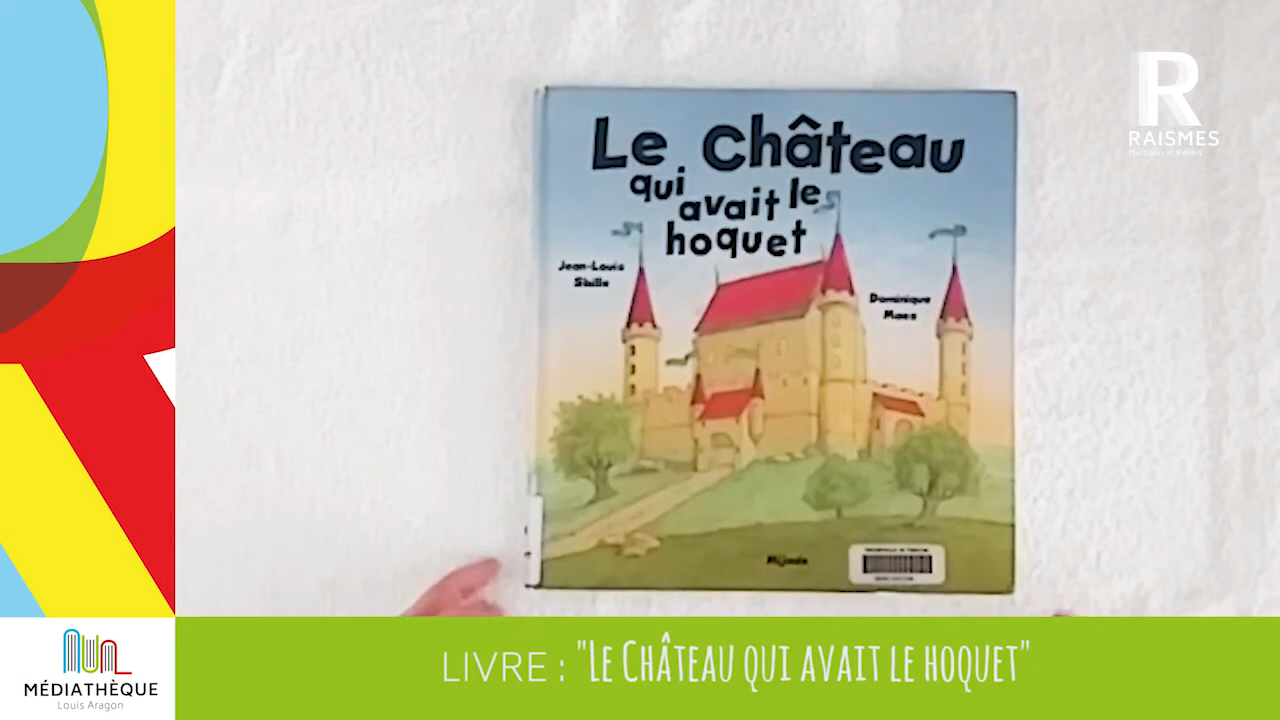 Le Château
qui avait le
hoquet
Jean-Louis
Sibille
Dominique
Maes
Mijade
R
RAISMES
LIVRE : "LE CHÂTEAU QUI AVAIT LE HOQUET"
MÉDIATHÈQUE
Louis Aragon